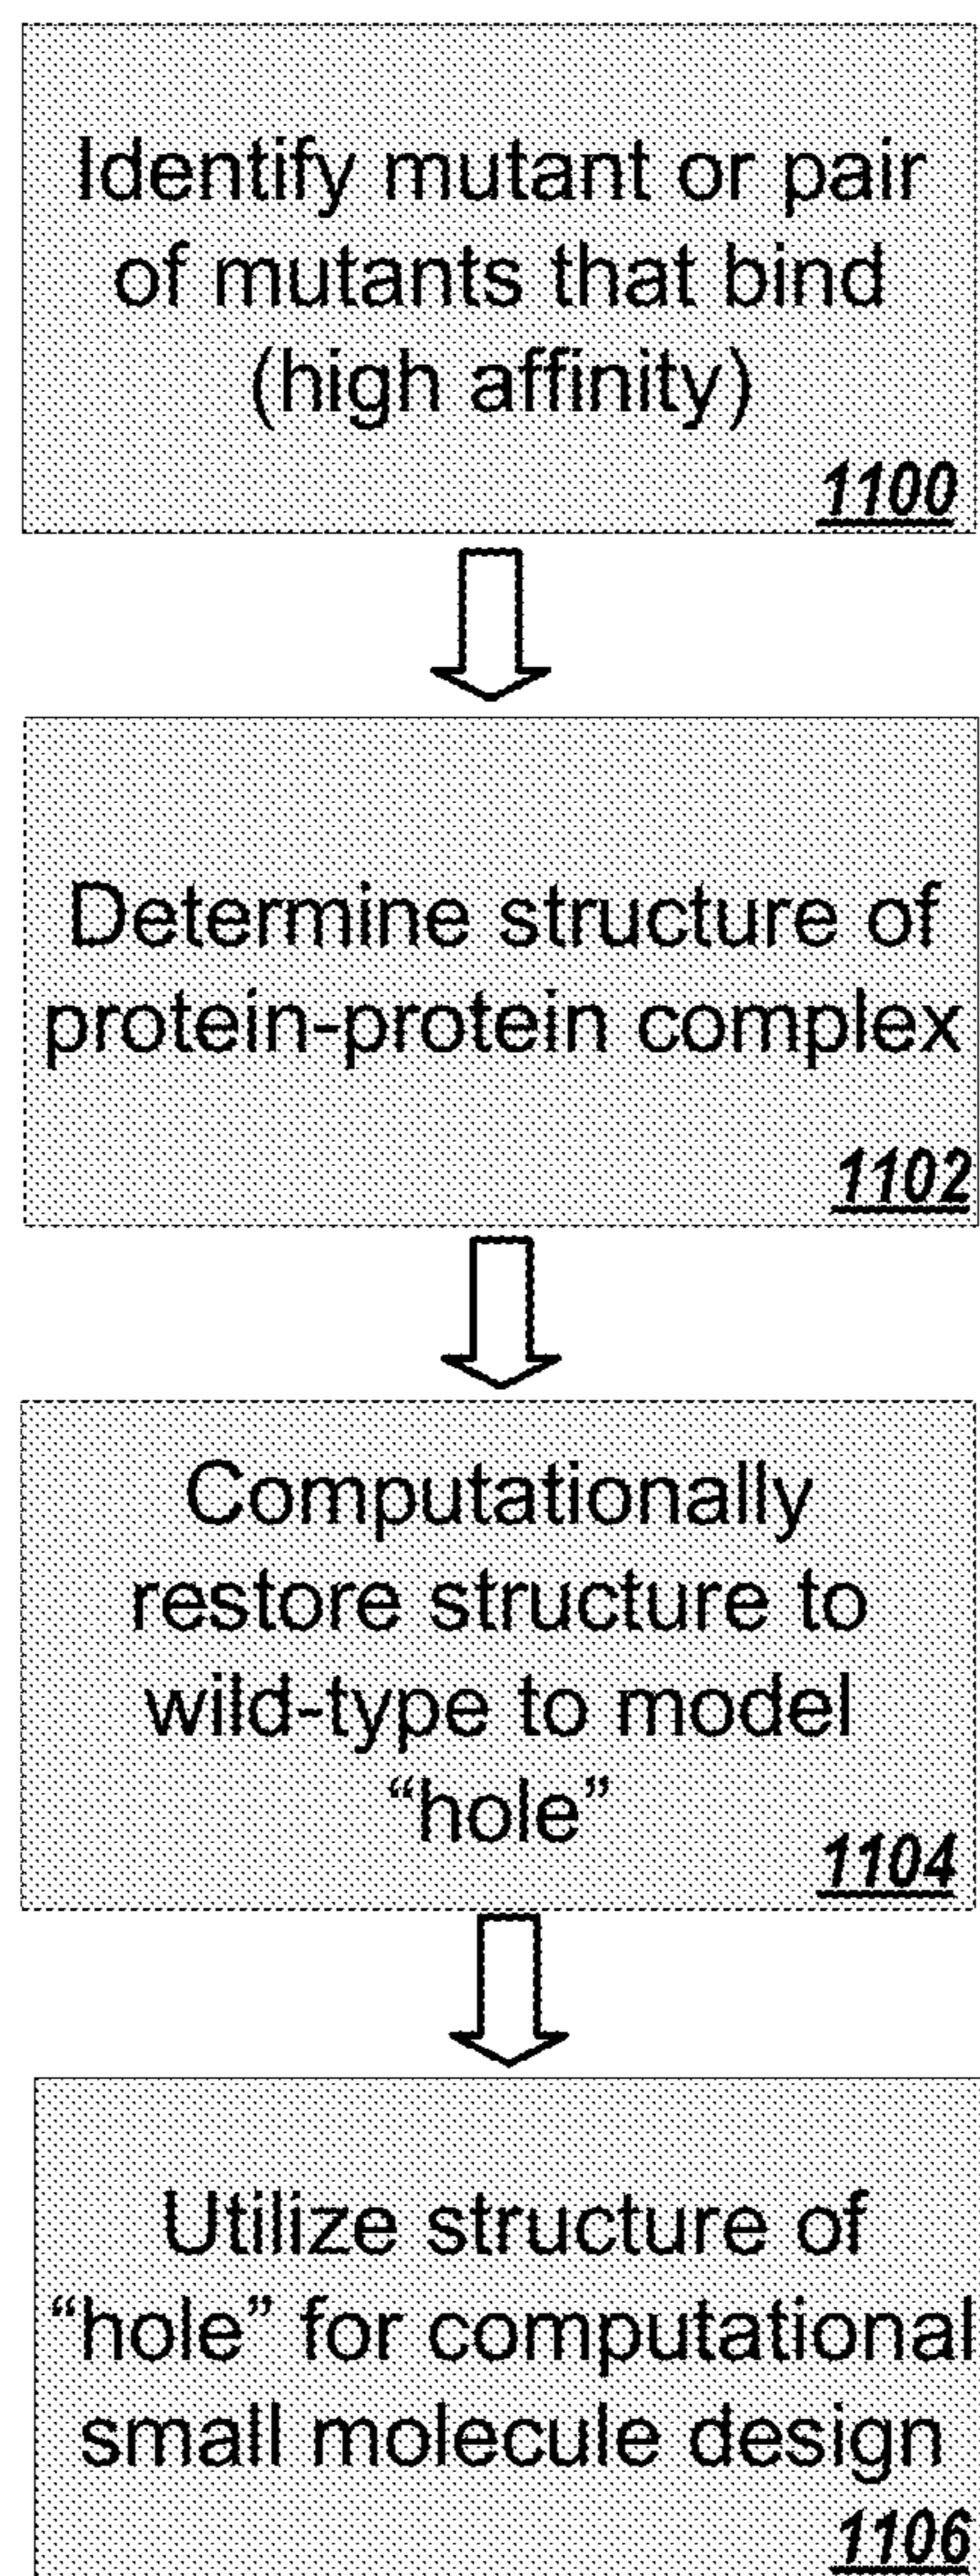 Identify mutant or pair
of mutants that bind
(high affinity)
1100
Determine structure of
protein-protein complex
1102
Computationally
restore structure to
wild-type to model
“hole”
1104
Utilize structure of
“hole” for computational
small molecule design
1106